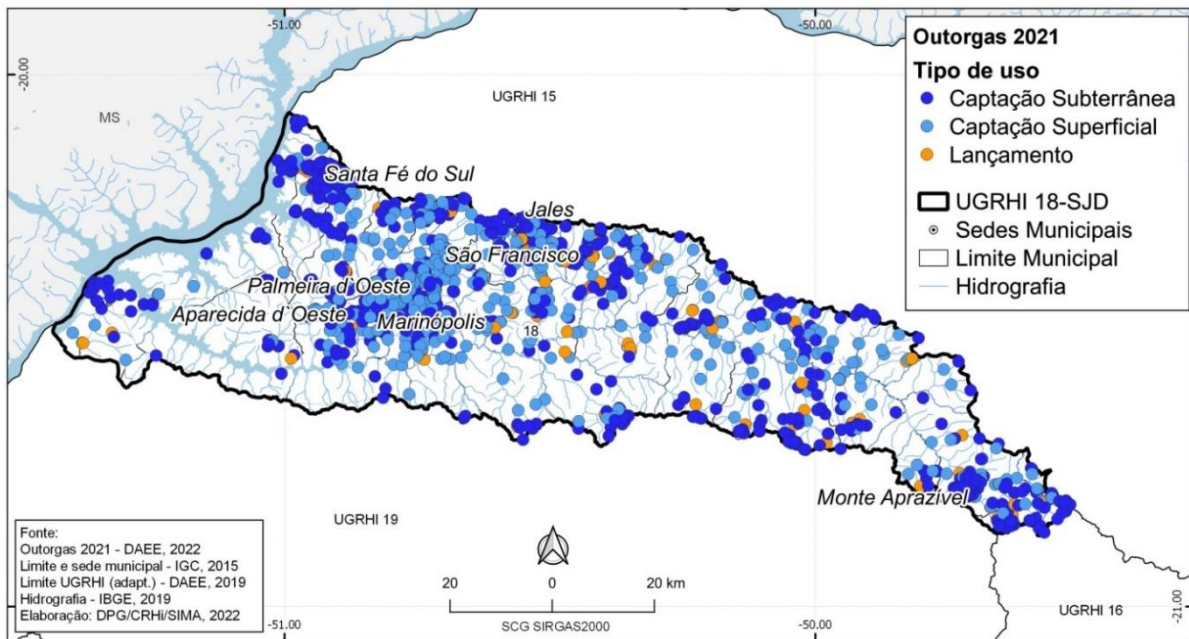 -51.00
-50.00
-20.00
MS
UGRHI 15
Outorgas 2021
Tipo de uso
Captação Subterrânea
Captação Superficial
Lançamento
UGRHI 18-SJD
Sedes Municipais
Limite Municipal
Hidrografia
Santa Fé do Sul
Jales
São Francisco
Palmeira d`Oeste
Aparecida d`Oeste
Marinópolis
18
Monte Aprazível
UGRHI 19
Fonte:
Outorgas 2021 - DAEE, 2022
Limite e sede municipal - IGC, 2015
Limite UGRHI (adapt.) - DAEE, 2019
Hidrografia - IBGE, 2019
Elaboração: DPG/CRHi/SIMA, 2022
20 0 20 km
SCG SIRGAS2000
UGRHI 16
-21.00
-51.00
-50.00